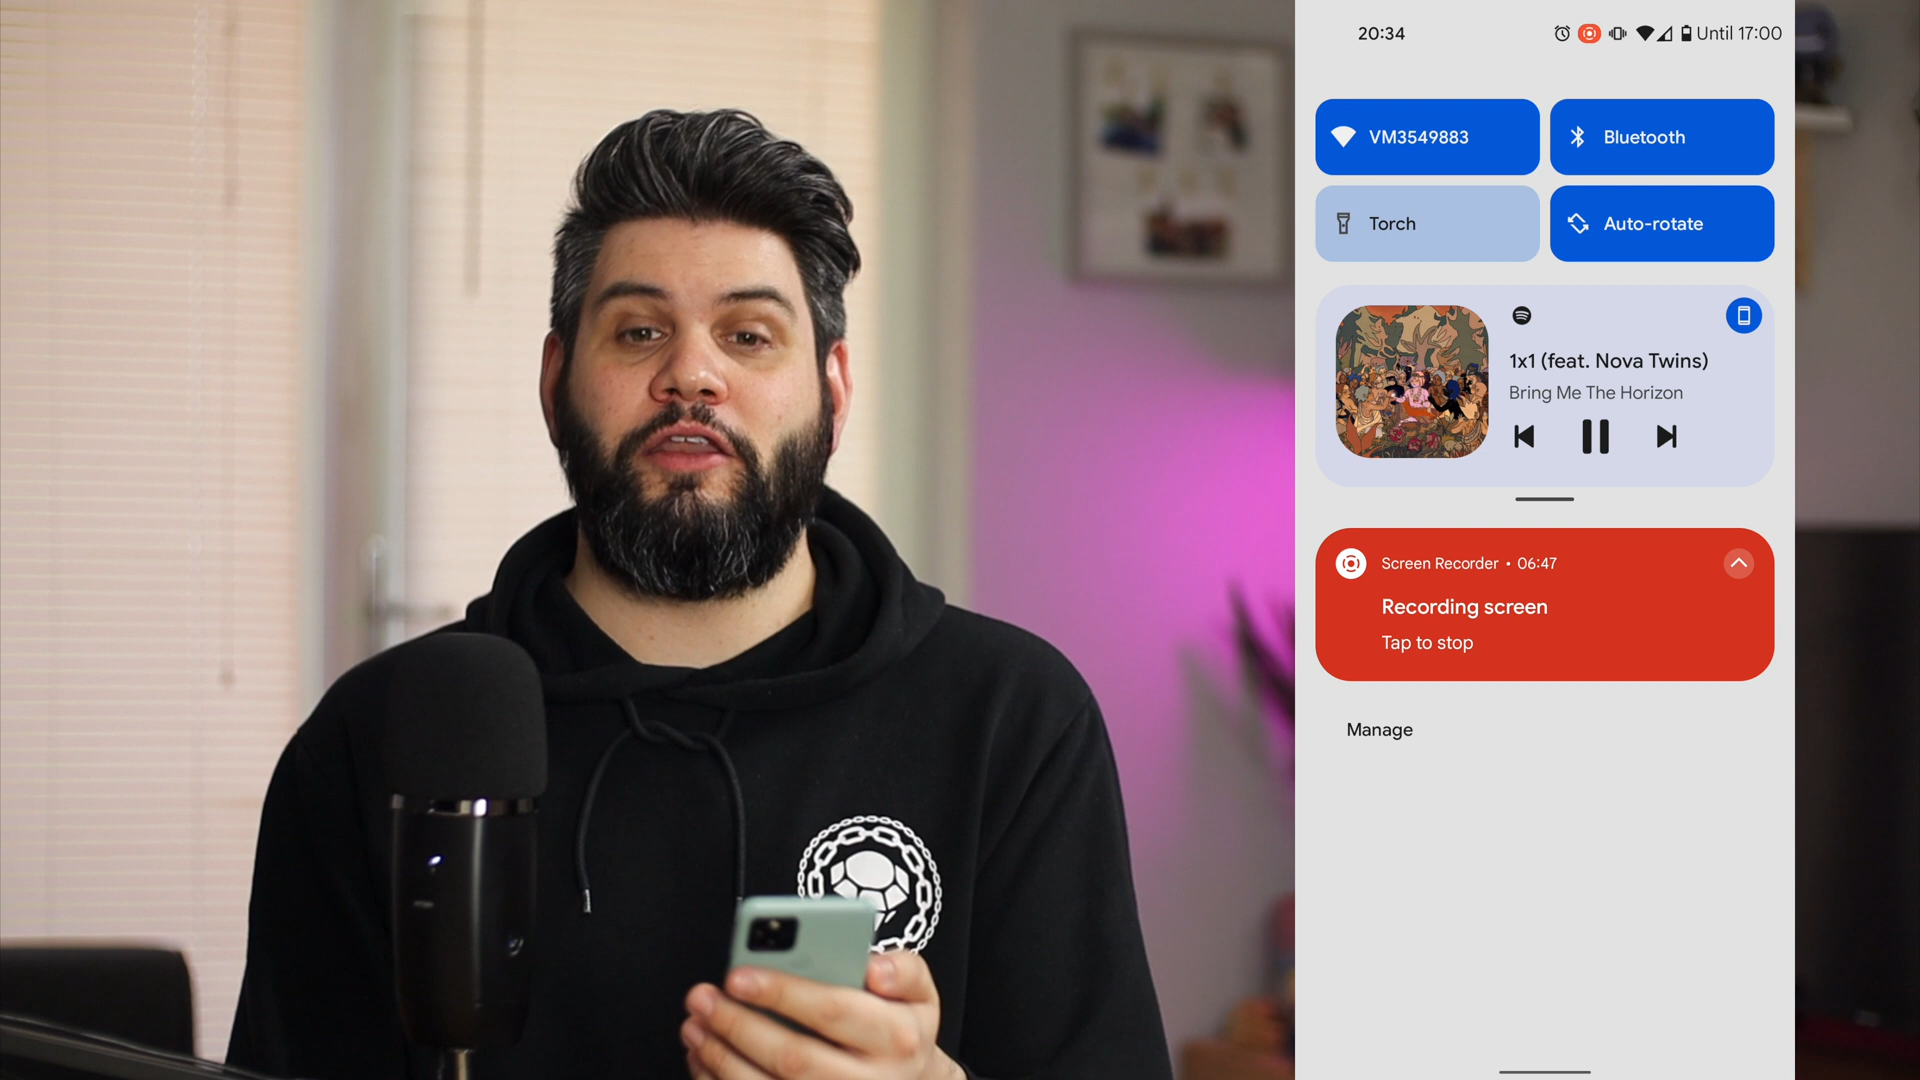 20:34
Until 17:00
VM3549883
Bluetooth
Torch
Auto-rotate
1x1 (feat. Nova Twins)
Bring Me The Horizon
Screen Recorder • 06:47
Recording screen
Tap to stop
Manage